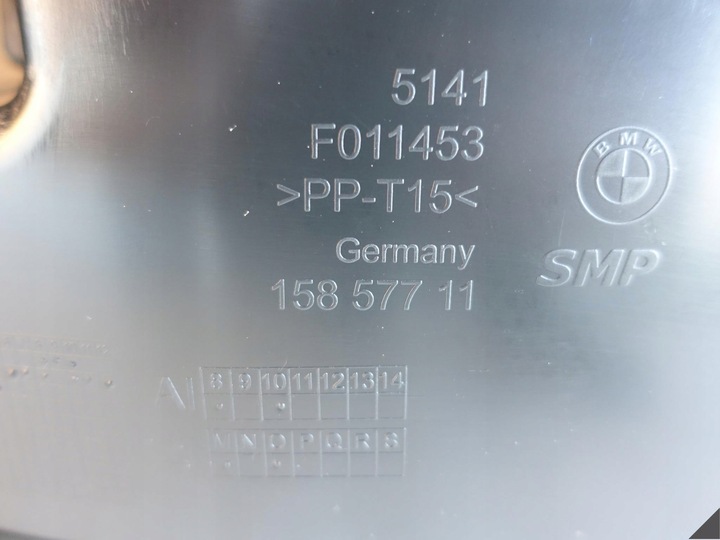 5141
F011453
>PP-T15<
BMW
Germany
SMP
158 577 11
A
8 9 10 11 12 13 14
M N O P Q R S